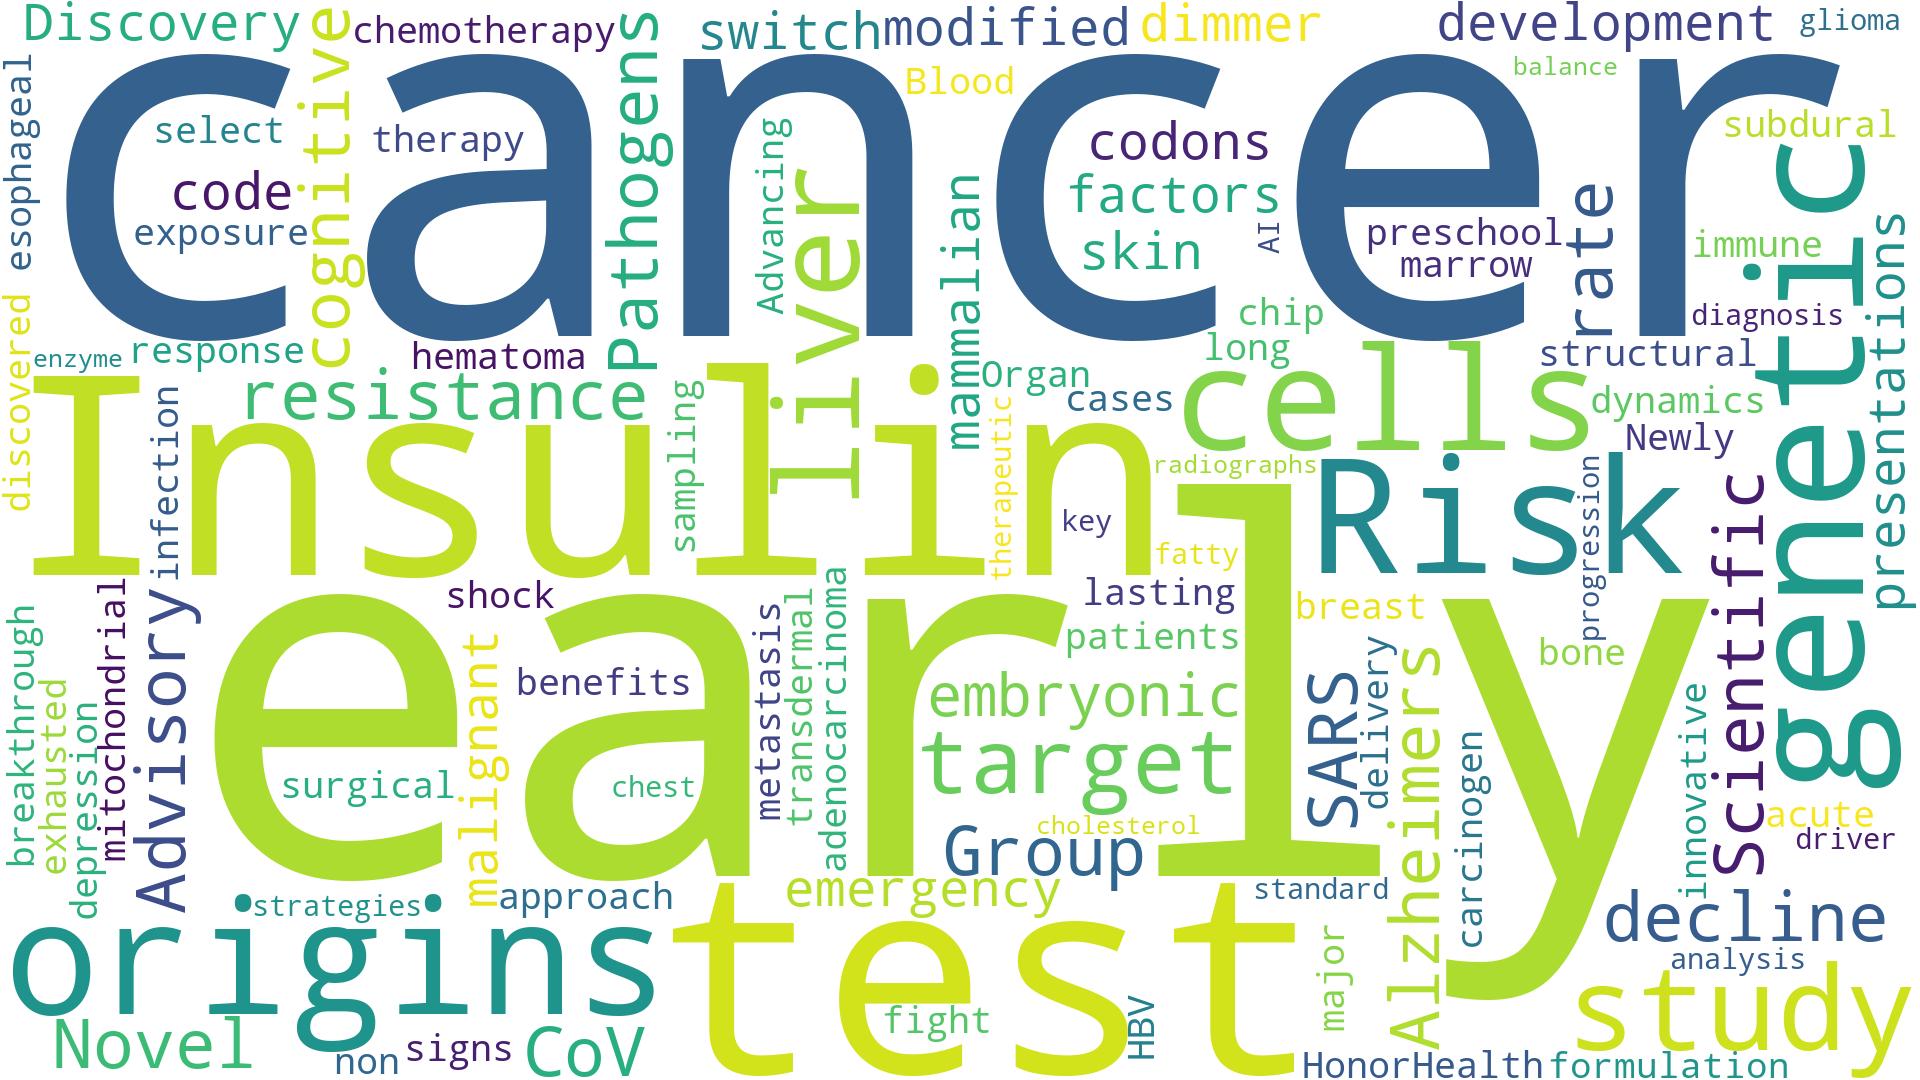 Discovery
chemotherapy
switch
modified
dimmer
development
glioma
cancer
esophageal
cognitive
Pathogens
Blood
balance
select
therapy
Advancing
codons
subdural
code
exposure
liver
mammalian
factors
skin
AI
preschool
marrow
rate
immune
genetic
presentations
discovered
enzyme
response
hematoma
chip
long
diagnosis
structural
Insulin
resistance
infection
sampling
Organ
therapeutic
cases
cells
dynamics
Newly
radiographs
key
fatty
Risk
progression
Scientific
breakthrough
exhausted
depression
mitochondrial
Advisory
shock
early
benefits
malignant
surgical
chest
metastasis
transdermal
adenocarcinoma
lasting
patients
embryonic
target
breast
bone
SARS
delivery
Alzheimers
carcinogen
innovative
acute
driver
cholesterol
Group
strategies
approach
emergency
standard
decline
origins
test
analysis
major
study
Novel
non
signs
CoV
fight
HBV
HonorHealth
formulation